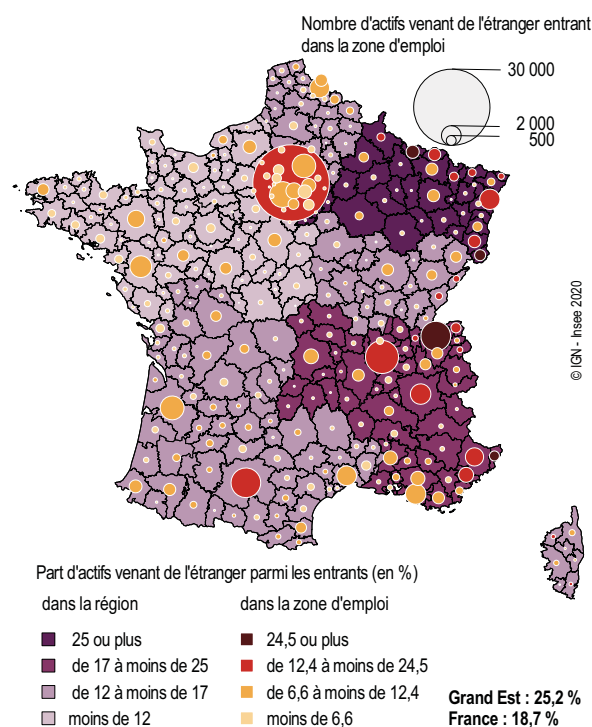 Nombre d'actifs venant de l'étranger entrant
dans la zone d'emploi
30 000
2 000
500
© IGN - Insee 2020
Part d'actifs venant de l'étranger parmi les entrants (en %)
dans la région
25 ou plus
de 17 à moins de 25
de 12 à moins de 17
moins de 12
dans la zone d'emploi
24,5 ou plus
de 12,4 à moins de 24,5
de 6,6 à moins de 12,4
moins de 6,6
Grand Est : 25,2 %
France : 18,7 %